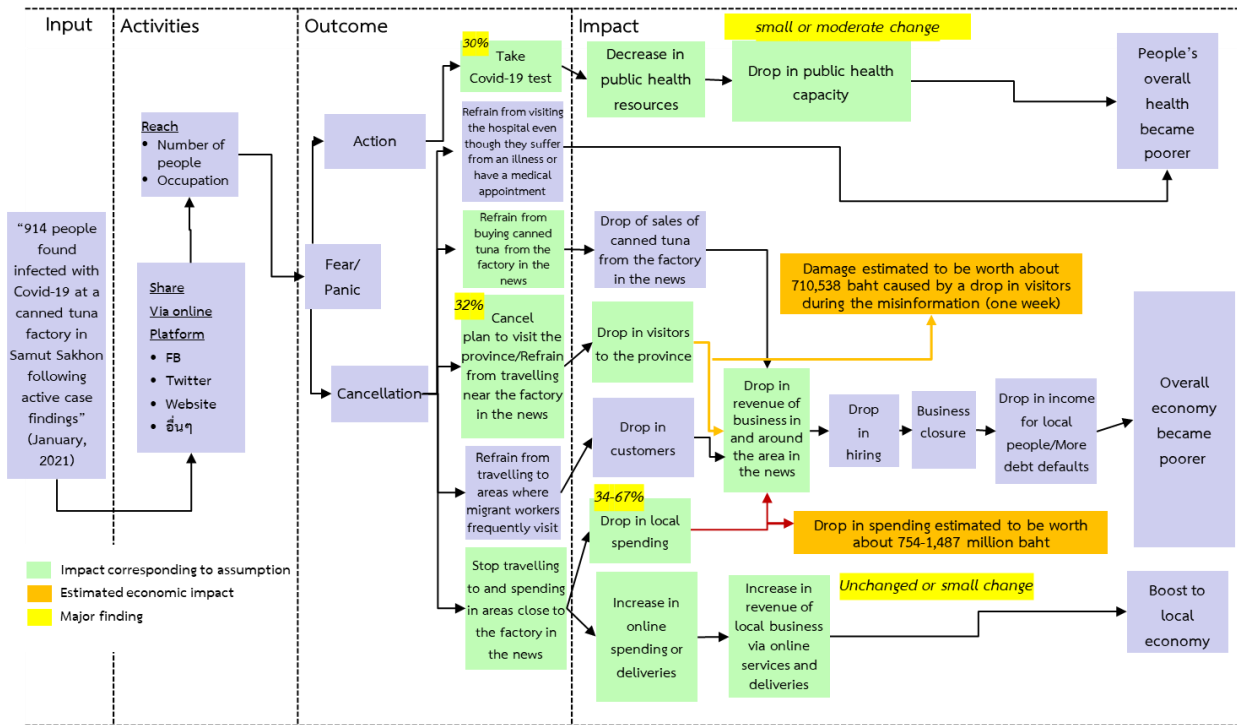 Input
Activities
Outcome
Impact
"914 people
found
infected with
Covid-19 at a
canned tuna
factory in
Samut Sakhon
following
active case
findings"
(January,
2021)
Reach
• Number of
people
• Occupation
Share
Via online
Platform
• FB
• Twitter
• Website
• อื่นๆ
Fear/
Panic
Action
Cancellation
30%
Take
Covid-19 test
Refrain from visiting
the hospital even
though they suffer
from an illness or
have a medical
appointment
Refrain from
buying canned
tuna from the
factory in the
news
32%
Cancel
plan to visit the
province/Refrain
from travelling
near the factory
in the news
Refrain from
travelling to
areas where
migrant workers
frequently visit
Stop travelling
to and spending
in areas close to
the factory in
the news
small or moderate change
Decrease in
public health
resources
Drop in public health
capacity
People's
overall
health
became
poorer
Drop of sales of
canned tuna
from the factory
in the news
Damage estimated to be worth about
710,538 baht caused by a drop in visitors
during the misinformation (one week)
Drop in visitors
to the province
Drop in
customers
Drop in
revenue of
business in
and around
the area in
the news
Drop
in
hiring
Business
closure
Drop in income
for local
people/More
debt defaults
Overall
economy
became
poorer
34-67%
Drop in local
spending
Drop in spending estimated to be worth
about 754-1,487 million baht
Increase in
online
spending or
deliveries
Increase in
revenue of
local business
via online
services and
deliveries
Unchanged or small change
Boost to
local
economy
Impact corresponding to assumption
Estimated economic impact
Major finding